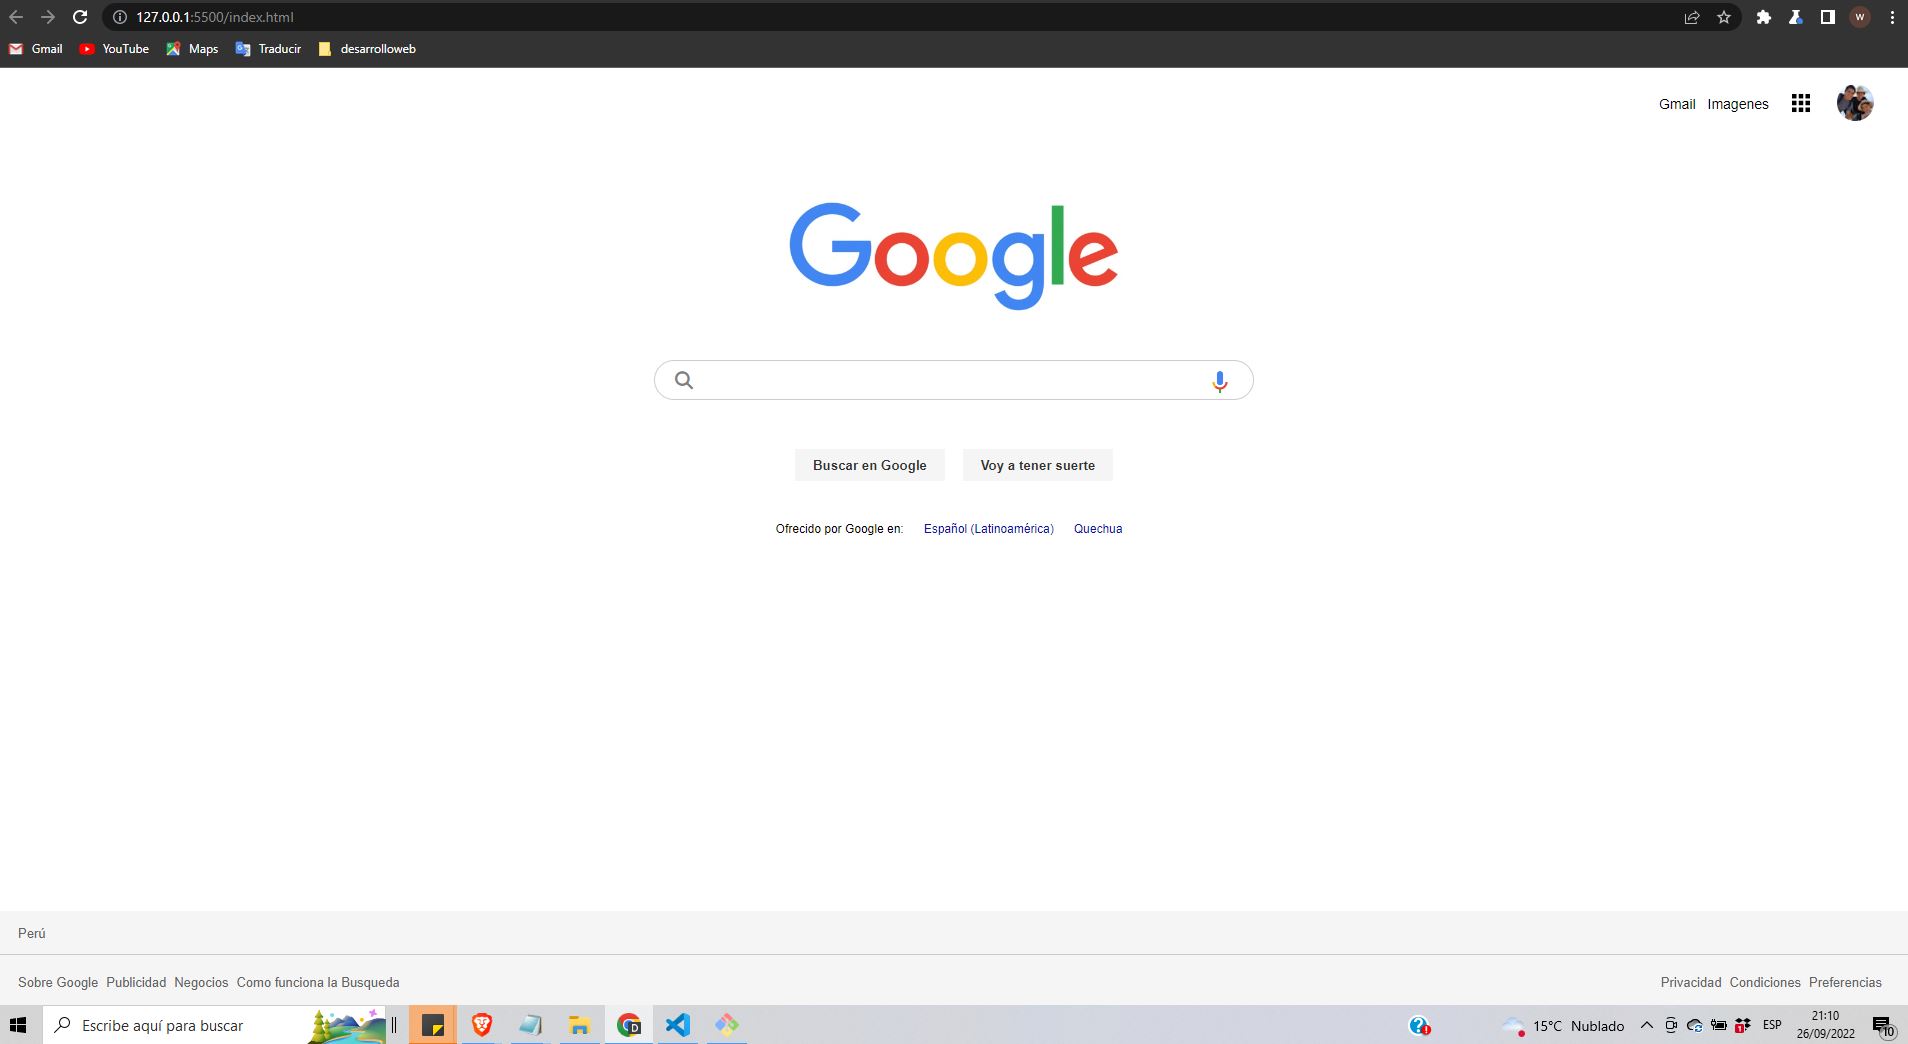 127.0.0.1:5500/index.html
W
Gmail YouTube Maps Traducir desarrolloweb
Gmail Imagenes
Google
Buscar en Google Voy a tener suerte
Ofrecido por Google en: Español (Latinoamérica) Quechua
Perú
Sobre Google Publicidad Negocios Como funciona la Busqueda
Privacidad Condiciones Preferencias
Escribe aquí para buscar
D
15°C Nublado
1
ESP
21:10
26/09/2022
10